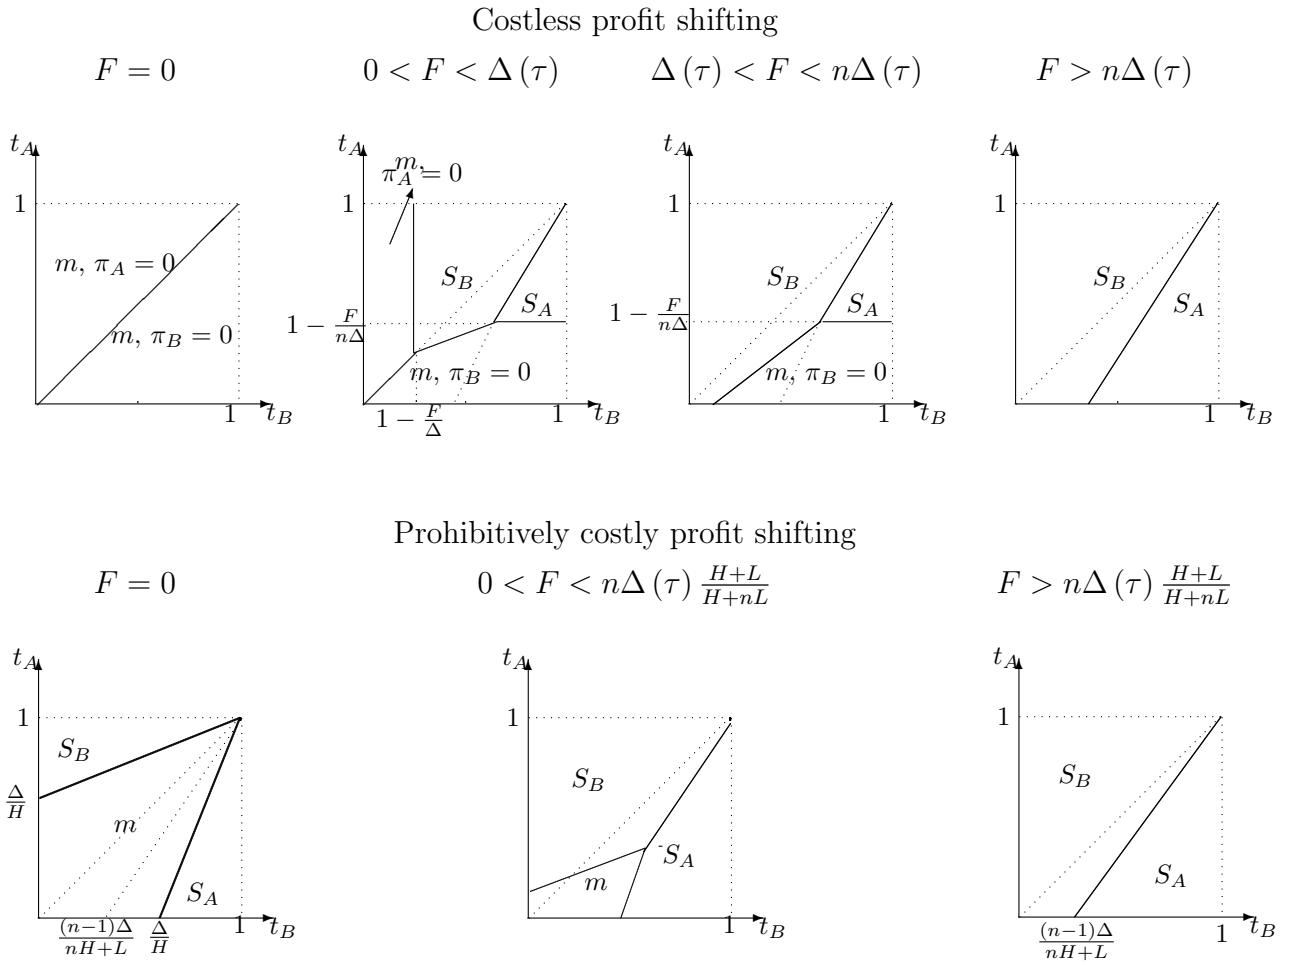 Costless profit shifting
F = 0
0 < F < Δ (τ)
Δ (τ) < F < nΔ (τ)
F > nΔ (τ)
t_A
1
m, π_A = 0
m, π_B = 0
1
t_B
t_A
m,
π_A = 0
1
S_B
S_A
1 − F/nΔ
m, π_B = 0
1 − F/Δ
1
t_B
t_A
1
S_B
S_A
1 − F/nΔ
m, π_B = 0
1
t_B
t_A
1
S_B
S_A
1
t_B
Prohibitively costly profit shifting
F = 0
0 < F < nΔ (τ) H+L/H+nL
F > nΔ (τ) H+L/H+nL
t_A
1
S_B
Δ/H
m
S_A
(n−1)Δ/nH+L
Δ/H
1
t_B
t_A
1
S_B
S_A
m
1
t_B
t_A
1
S_B
S_A
(n−1)Δ/nH+L
1
t_B